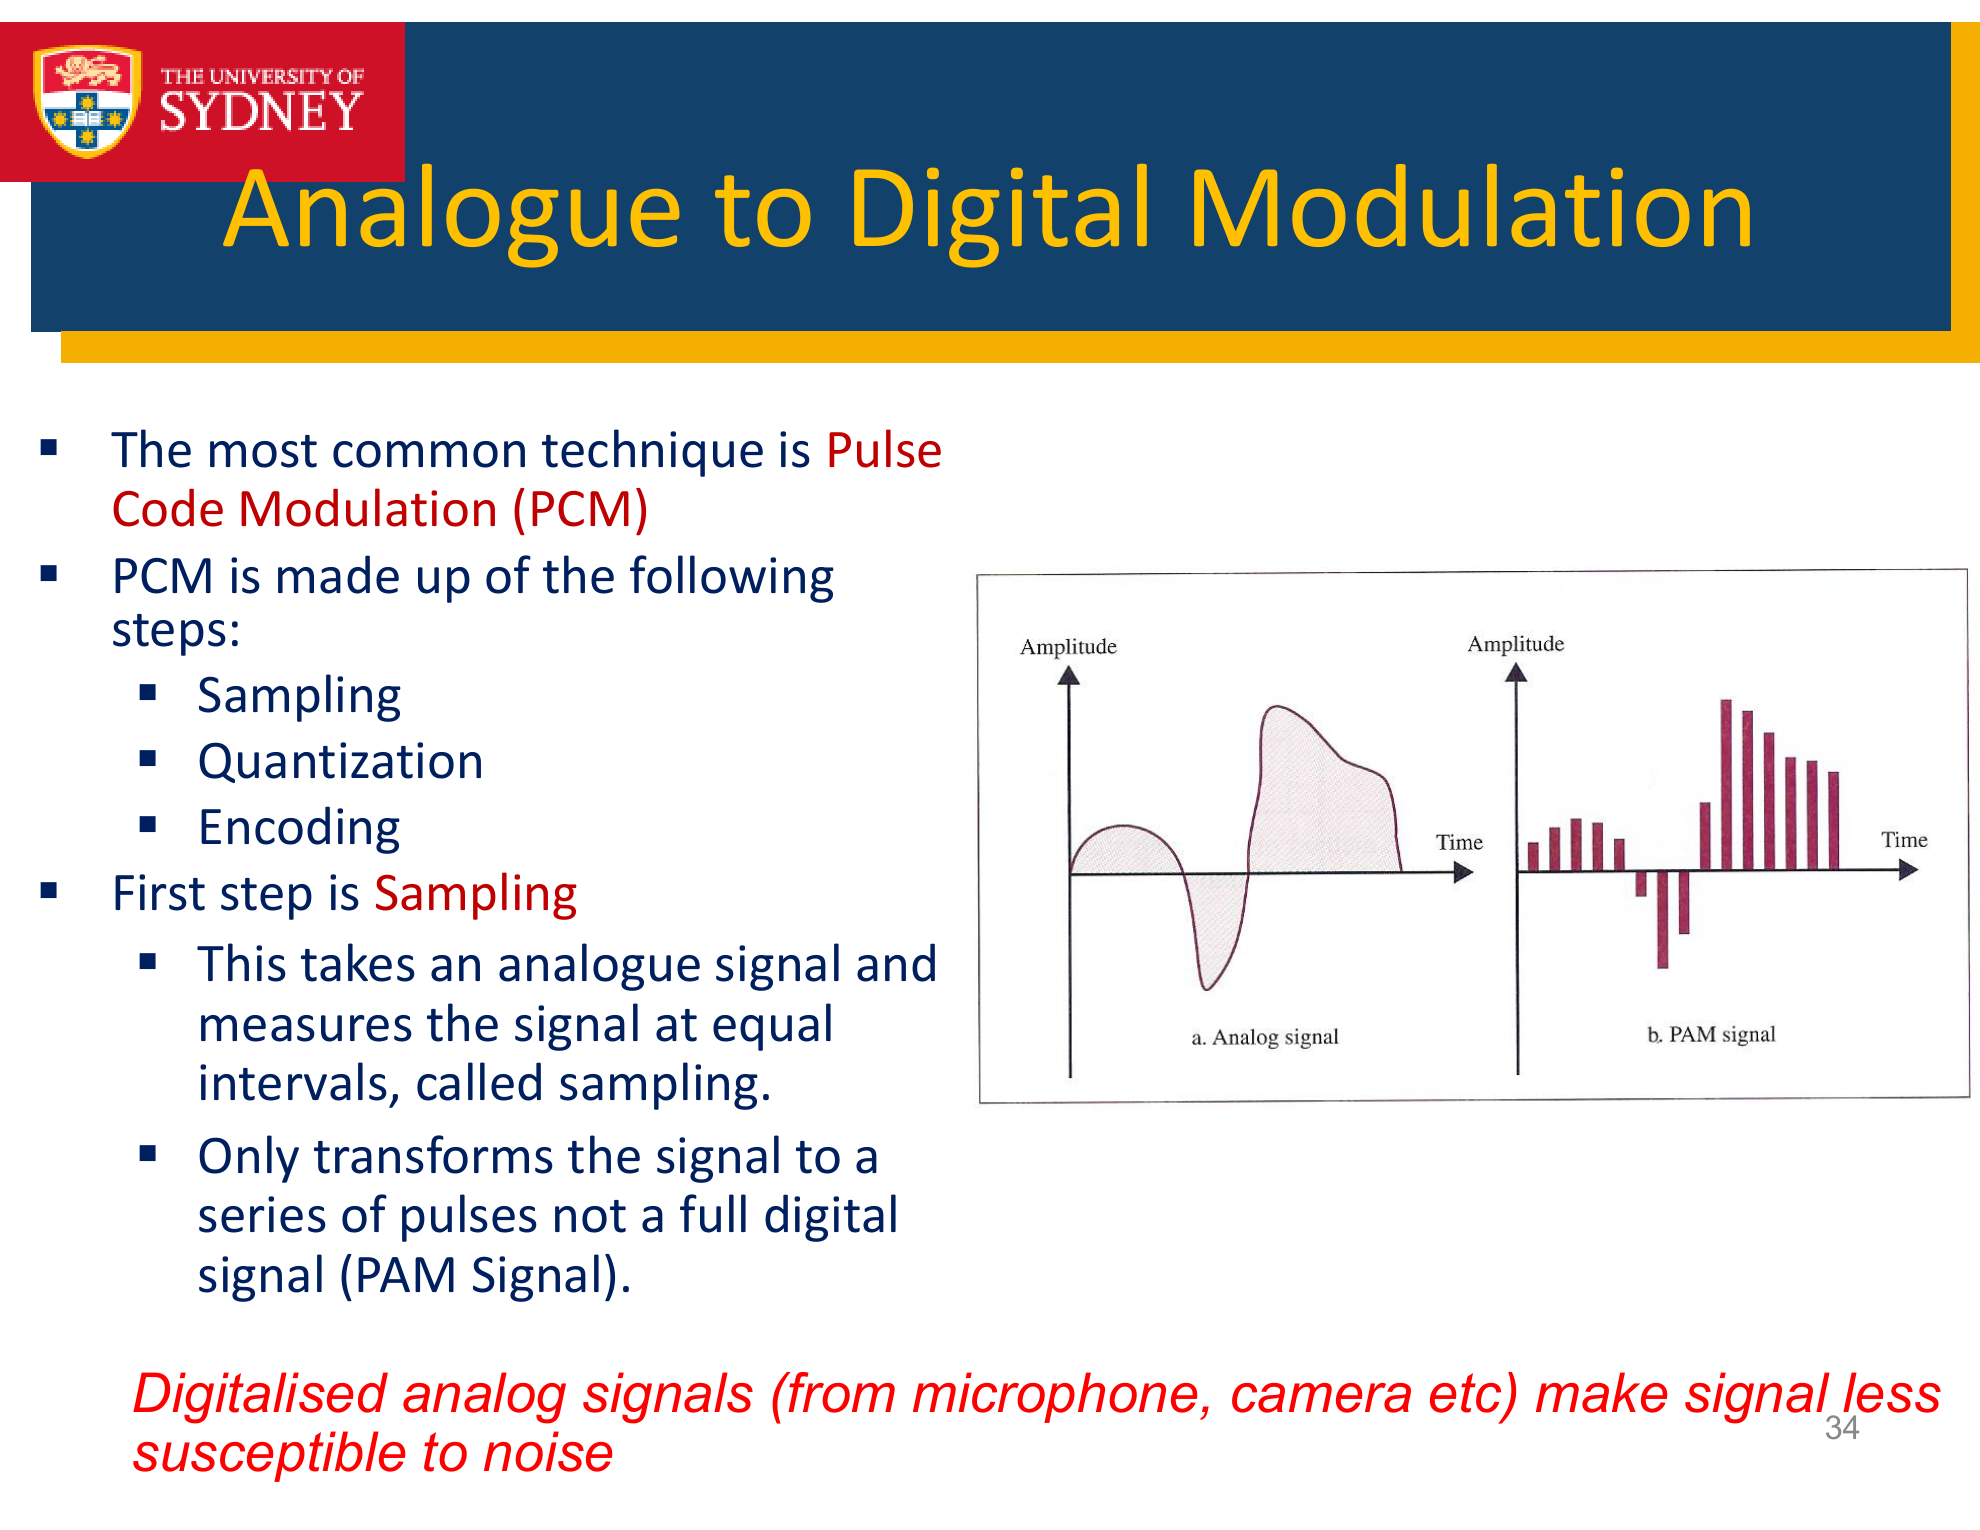 THE UNIVERSITY OF
SYDNEY
Analogue to Digital Modulation
▪ The most common technique is Pulse
Code Modulation (PCM)
▪ PCM is made up of the following
steps:
▪ Sampling
▪ Quantization
▪ Encoding
▪ First step is Sampling
▪ This takes an analogue signal and
measures the signal at equal
intervals, called sampling.
▪ Only transforms the signal to a
series of pulses not a full digital
signal (PAM Signal).
Amplitude
Time
a. Analog signal
Amplitude
Time
b. PAM signal
Digitalised analog signals (from microphone, camera etc) make signal less
susceptible to noise
34